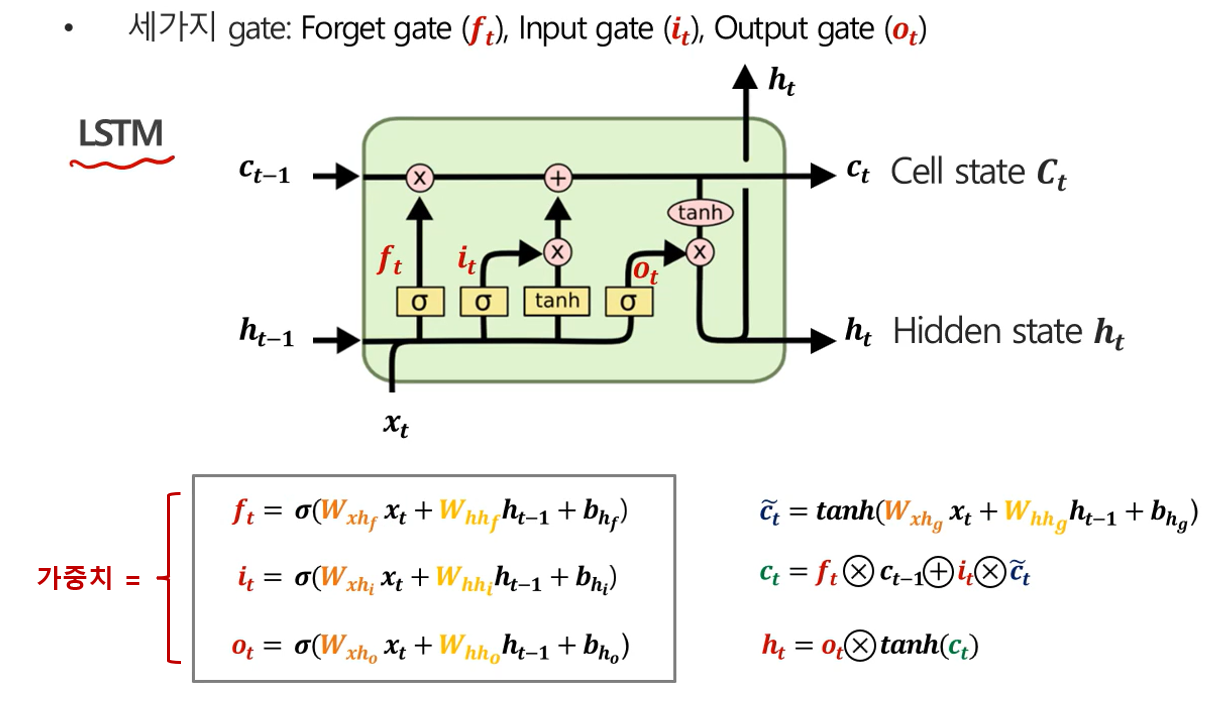 • 세가지 gate: Forget gate (f_t), Input gate (i_t), Output gate (o_t)
h_t
LSTM
c_{t−1}
x
+
c_t Cell state C_t
tanh
f_t
i_t
x
o_t
x
σ
σ
tanh
σ
h_{t−1}
h_t Hidden state h_t
x_t
가중치 =
f_t = σ(W_{xh_f} x_t + W_{hh_f} h_{t−1} + b_{h_f})
i_t = σ(W_{xh_i} x_t + W_{hh_i} h_{t−1} + b_{h_i})
o_t = σ(W_{xh_o} x_t + W_{hh_o} h_{t−1} + b_{h_o})
c̃_t = tanh(W_{xh_g} x_t + W_{hh_g} h_{t−1} + b_{h_g})
c_t = f_t ⊗ c_{t−1} ⊕ i_t ⊗ c̃_t
h_t = o_t ⊗ tanh(c_t)